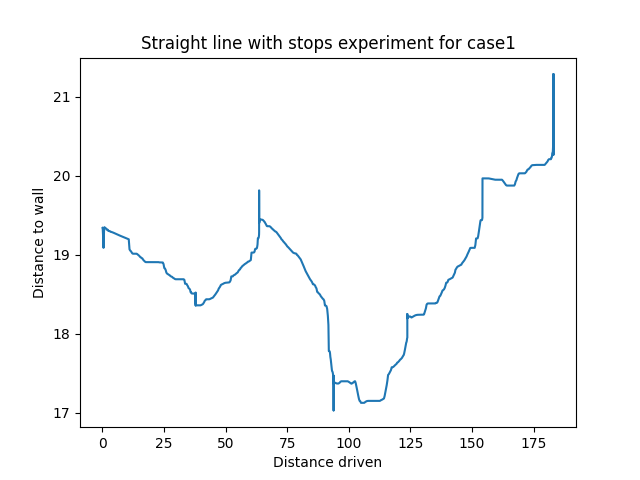 Straight line with stops experiment for case1
Distance to wall
21
20
19
18
17
0 25 50 75 100 125 150 175
Distance driven